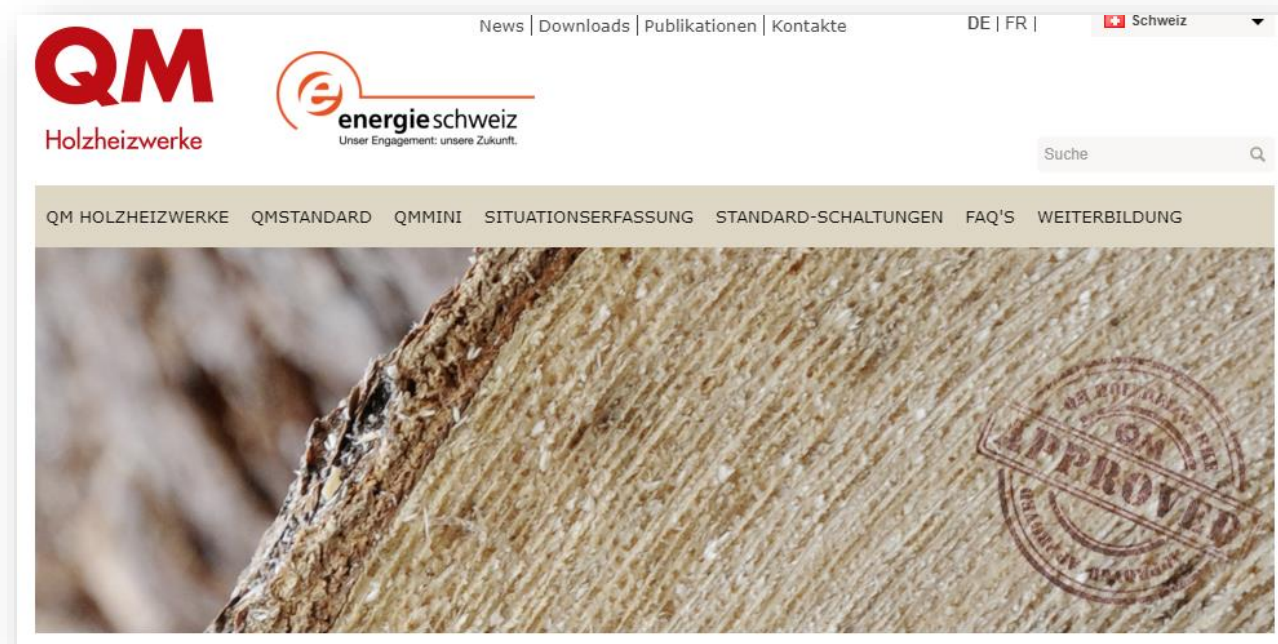 News | Downloads | Publikationen | Kontakte
DE | FR |
Schweiz
QM
Holzheizwerke
energieschweiz
Unser Engagement: unsere Zukunft.
Suche
QM HOLZHEIZWERKE QMSTANDARD QMMINI SITUATIONSERFASSUNG STANDARD-SCHALTUNGEN FAQ'S WEITERBILDUNG
QM
APPROVED